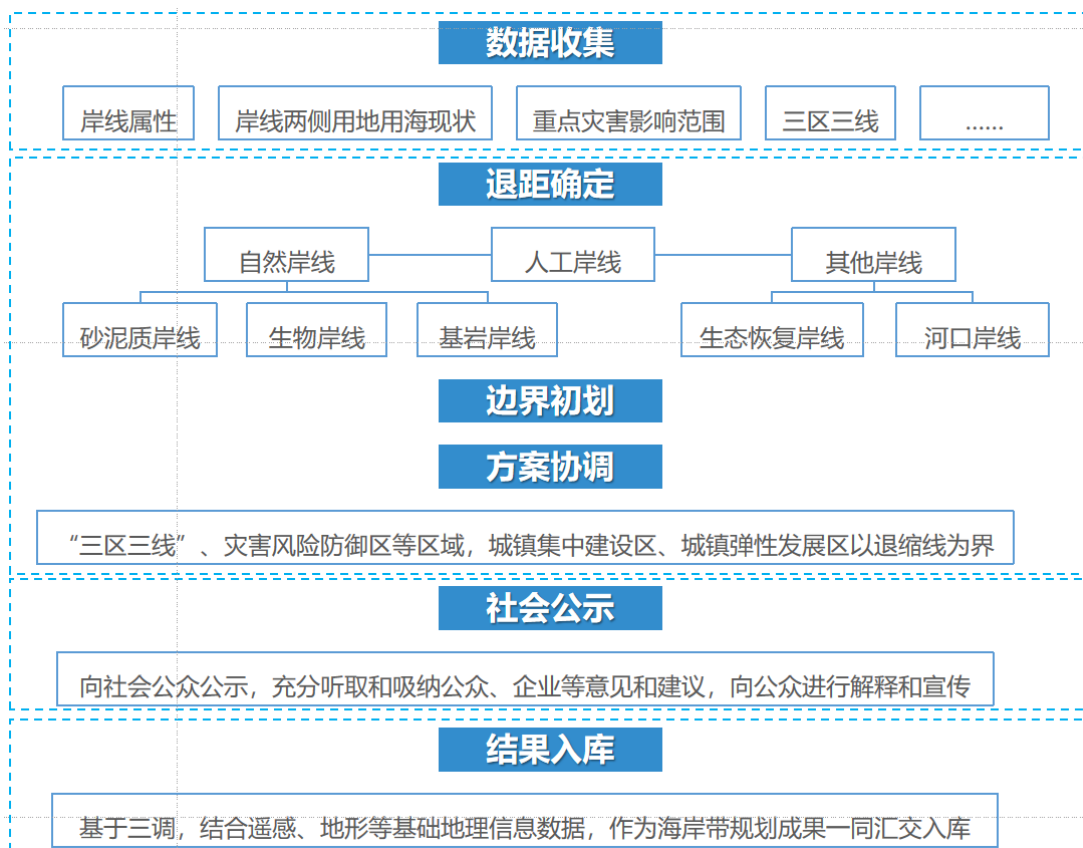 数据收集
岸线属性
岸线两侧用地用海现状
重点灾害影响范围
三区三线
......
退距确定
自然岸线
人工岸线
其他岸线
砂泥质岸线
生物岸线
基岩岸线
生态恢复岸线
河口岸线
边界初划
方案协调
“三区三线”、灾害风险防御区等区域，城镇集中建设区、城镇弹性发展区以退缩线为界
社会公示
向社会公众公示，充分听取和吸纳公众、企业等意见和建议，向公众进行解释和宣传
结果入库
基于三调，结合遥感、地形等基础地理信息数据，作为海岸带规划成果一同汇交入库